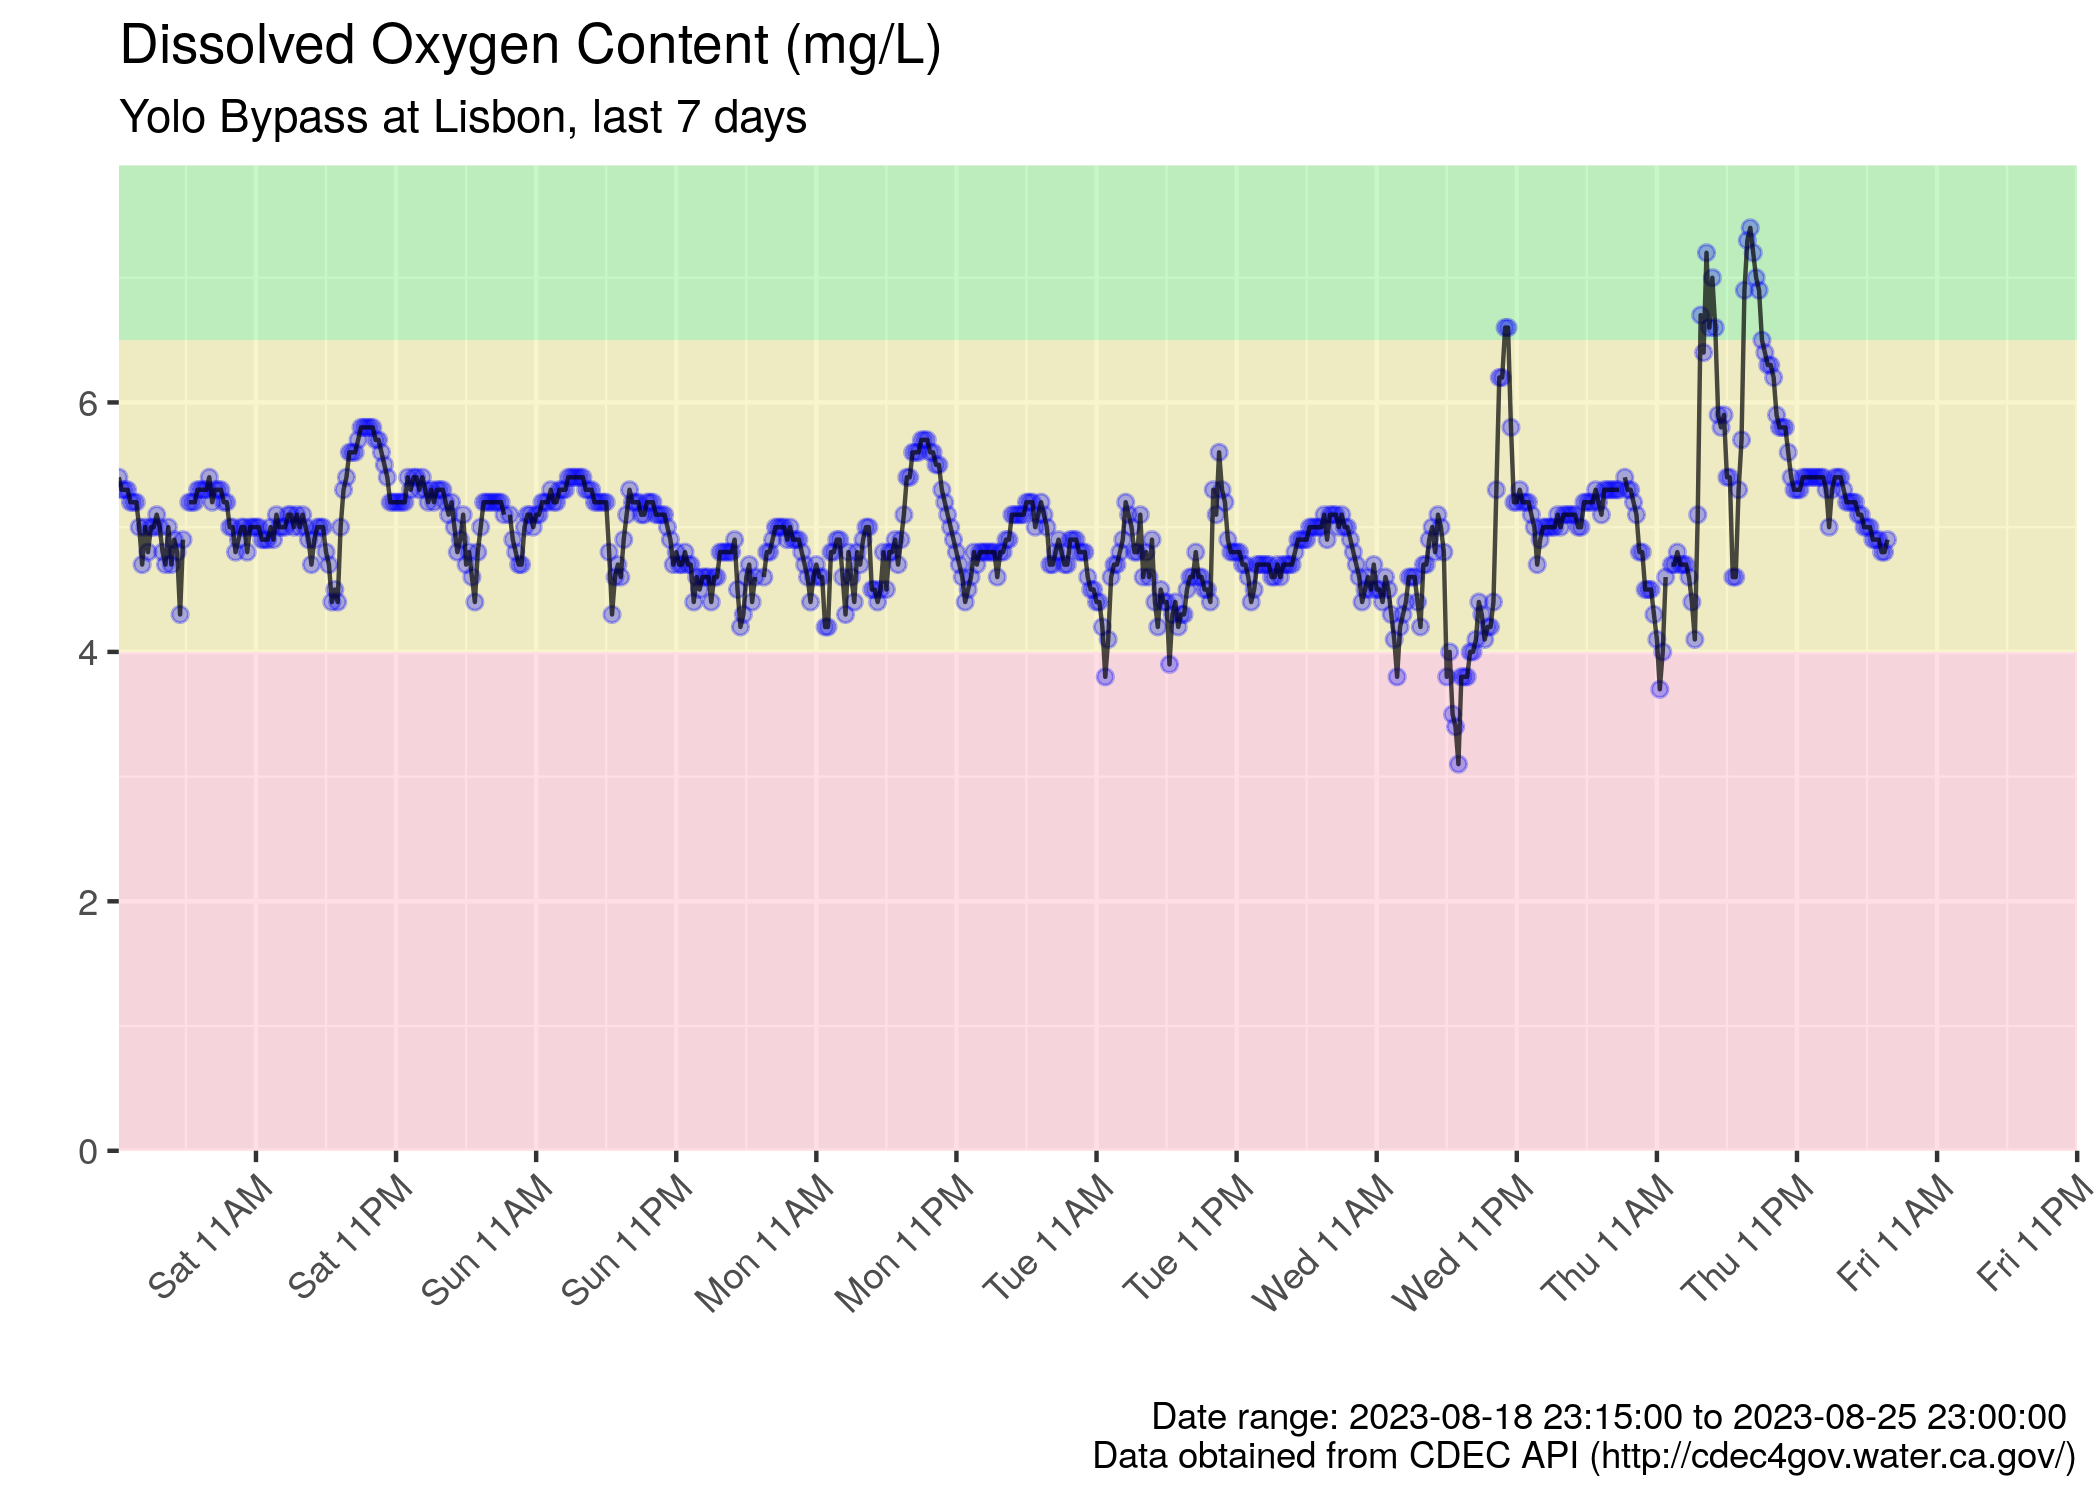 Dissolved Oxygen Content (mg/L)
Yolo Bypass at Lisbon, last 7 days
6
4
2
0
Sat 11AM
Sat 11PM
Sun 11AM
Sun 11PM
Mon 11AM
Mon 11PM
Tue 11AM
Tue 11PM
Wed 11AM
Wed 11PM
Thu 11AM
Thu 11PM
Fri 11AM
Fri 11PM
Date range: 2023-08-18 23:15:00 to 2023-08-25 23:00:00
Data obtained from CDEC API (http://cdec4gov.water.ca.gov/)